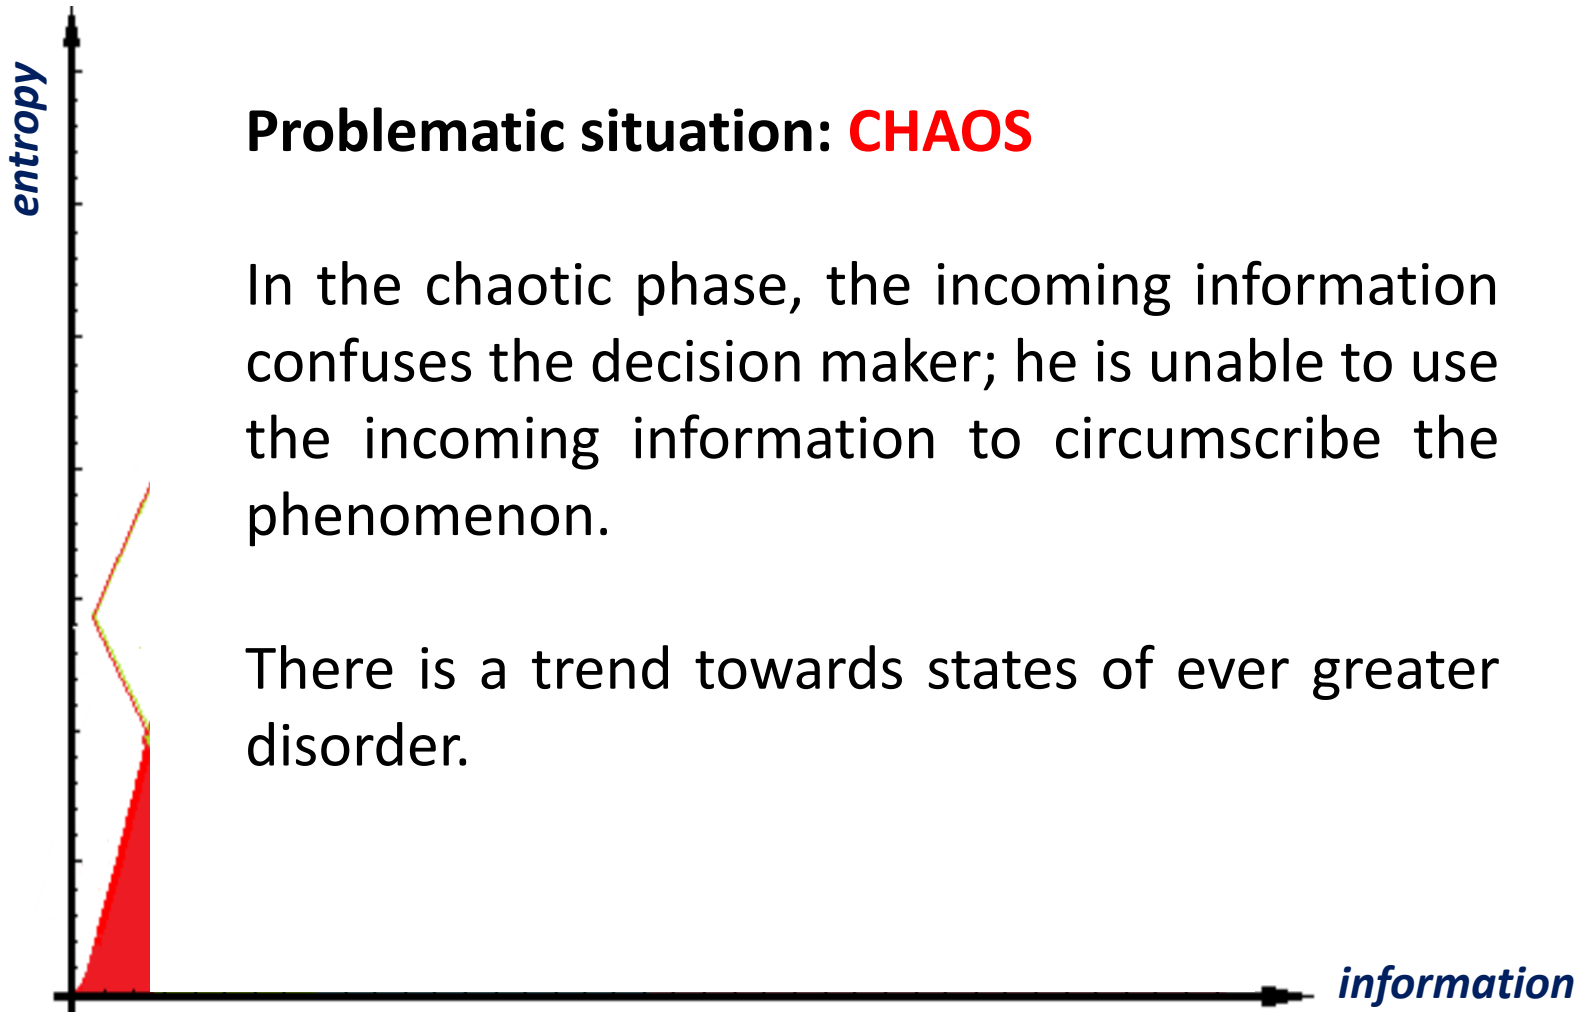 entropy
Problematic situation: CHAOS
In the chaotic phase, the incoming information
confuses the decision maker; he is unable to use
the incoming information to circumscribe the
phenomenon.
There is a trend towards states of ever greater
disorder.
information